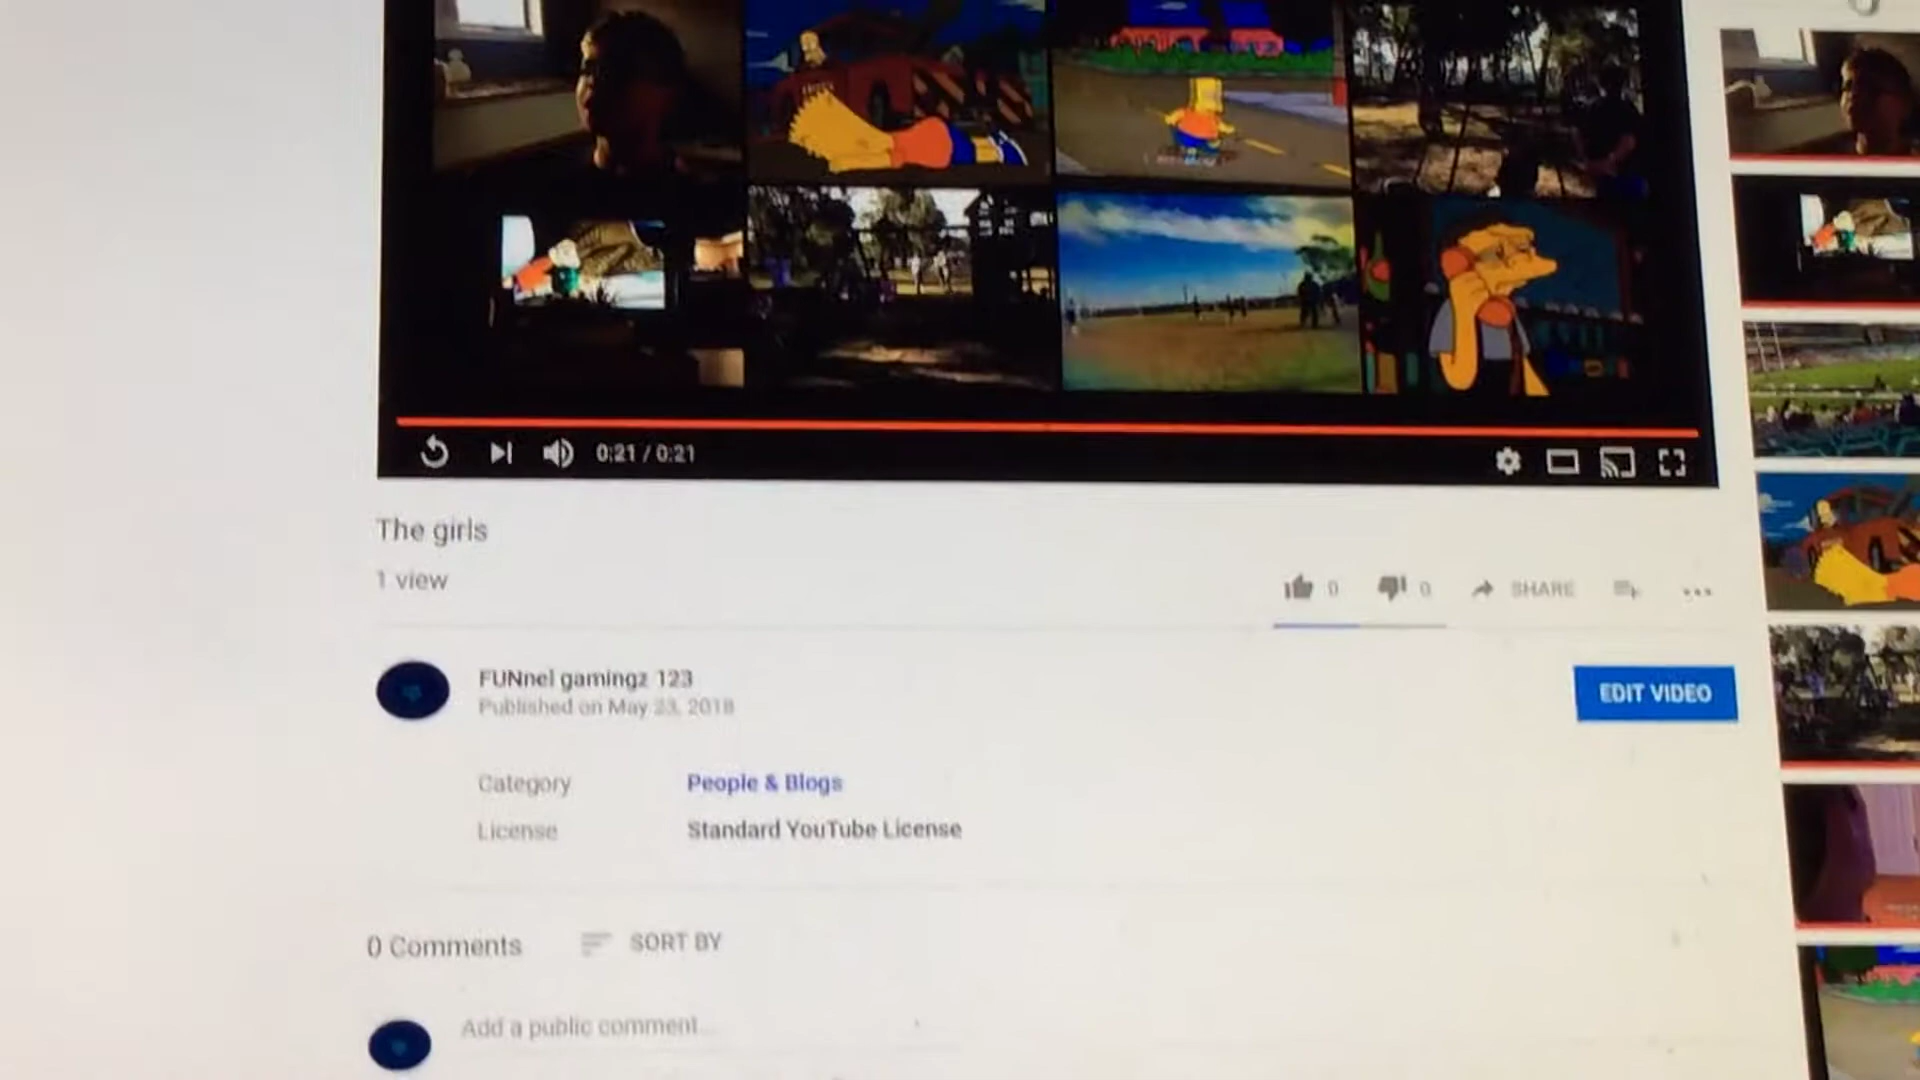 0:21 / 0:21
The girls
1 view
0
0
SHARE
FUNnel gamingz 123
Published on May 23, 2018
EDIT VIDEO
Category
People & Blogs
License
Standard YouTube License
0 Comments
SORT BY
Add a public comment...